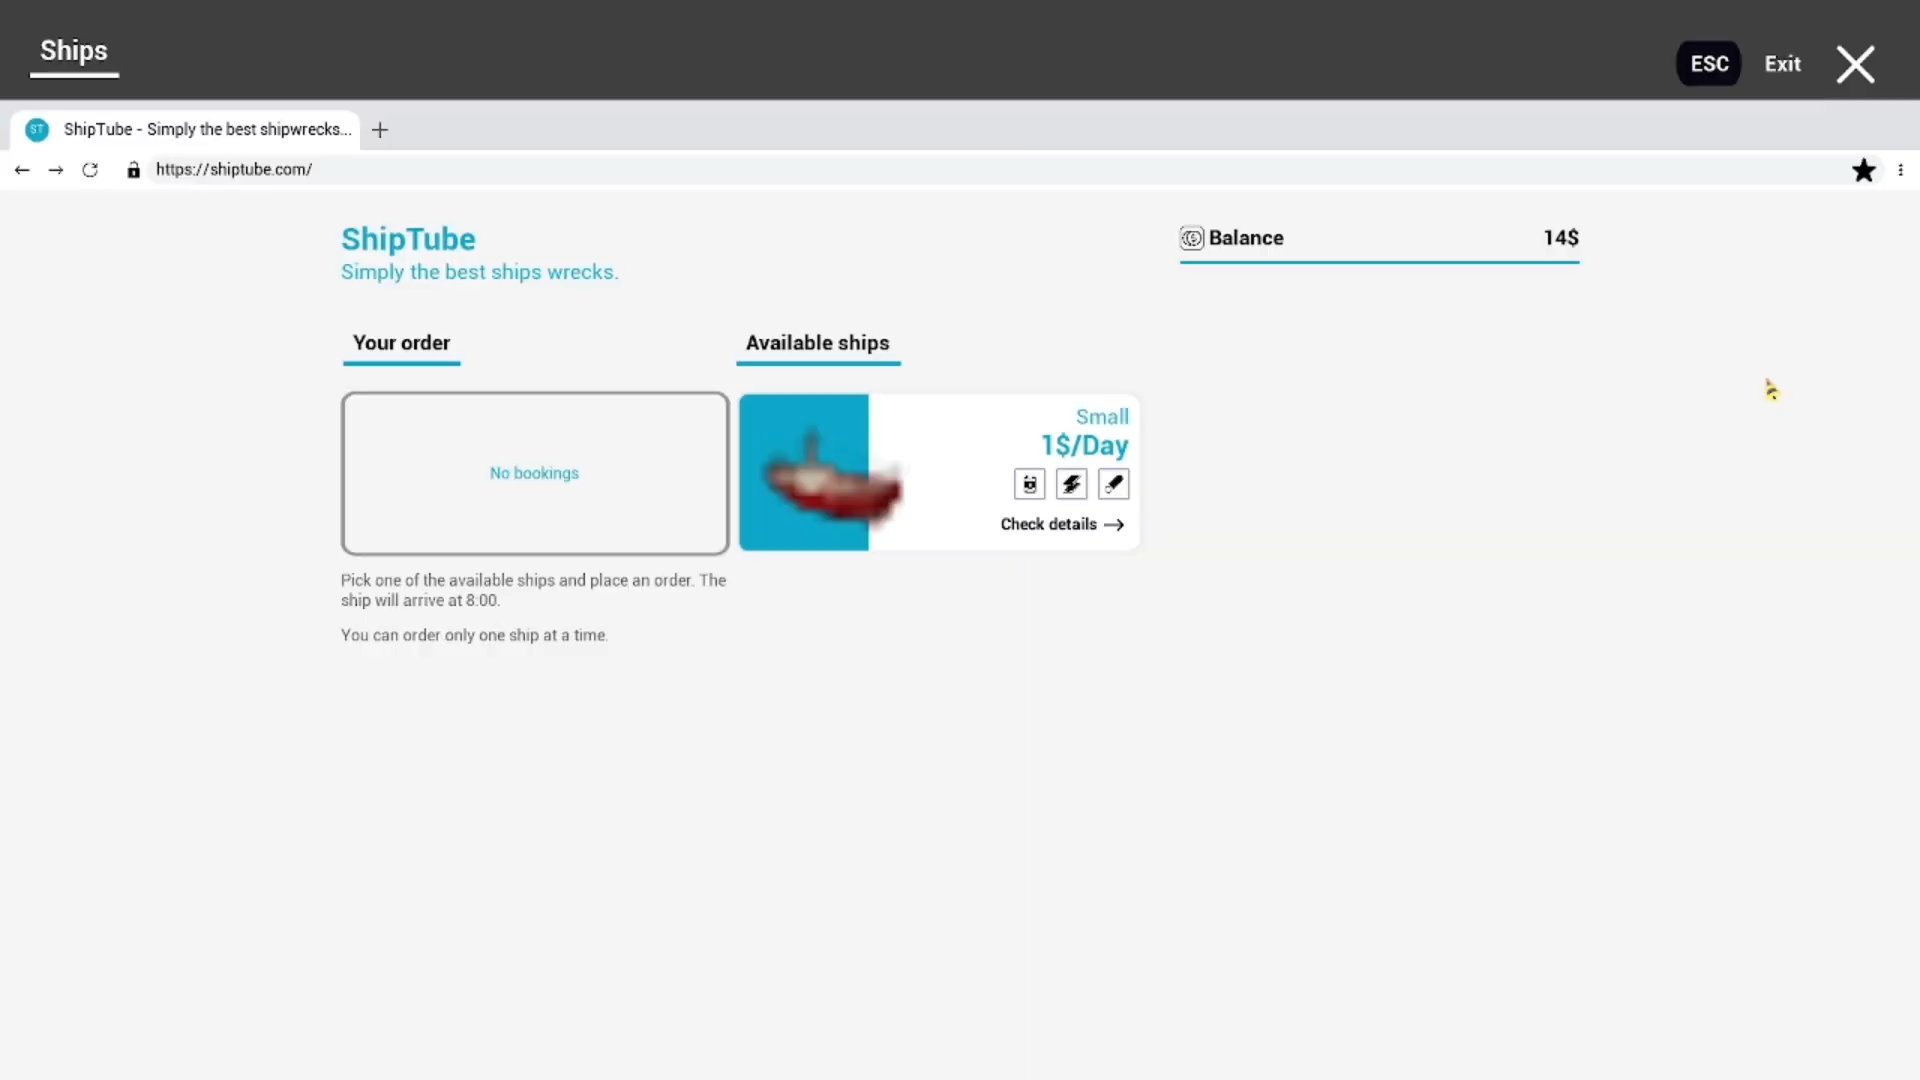 Ships
ESC Exit
ST ShipTube - Simply the best shipwrecks...
https://shiptube.com/
ShipTube
Simply the best ships wrecks.
Balance 14$
Your order
Available ships
No bookings
Small
1$/Day
Check details
Pick one of the available ships and place an order. The
ship will arrive at 8:00.
You can order only one ship at a time.